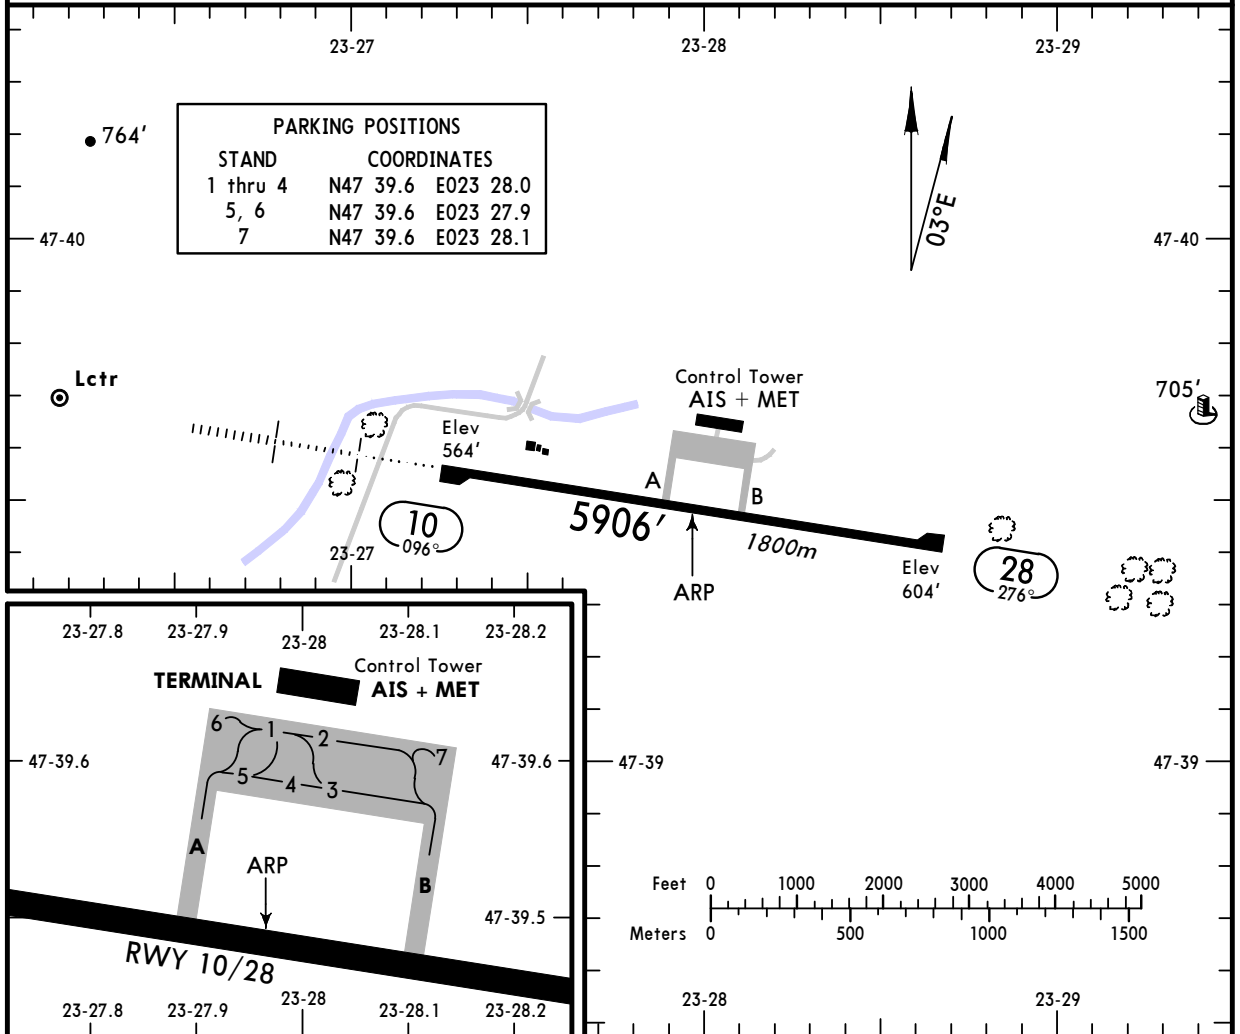 23-27 23-28 23-29
764'
PARKING POSITIONS
STAND COORDINATES
1 thru 4 N47 39.6 E023 28.0
5, 6 N47 39.6 E023 27.9
7 N47 39.6 E023 28.1
03°E
47-40 47-40
Lctr
Control Tower
AIS + MET
705'
Elev
564'
A
B
10
096°
5906'
1800m
ARP
Elev
604'
28
276°
23-27
23-27.8 23-27.9 23-28 23-28.1 23-28.2
TERMINAL
Control Tower
AIS + MET
6 1 2 7
5 4 3
47-39.6 47-39.6
47-39 47-39
A
ARP
B
47-39.5
RWY 10/28
23-27.8 23-27.9 23-28 23-28.1 23-28.2
Feet 0 1000 2000 3000 4000 5000
Meters 0 500 1000 1500
23-28 23-29